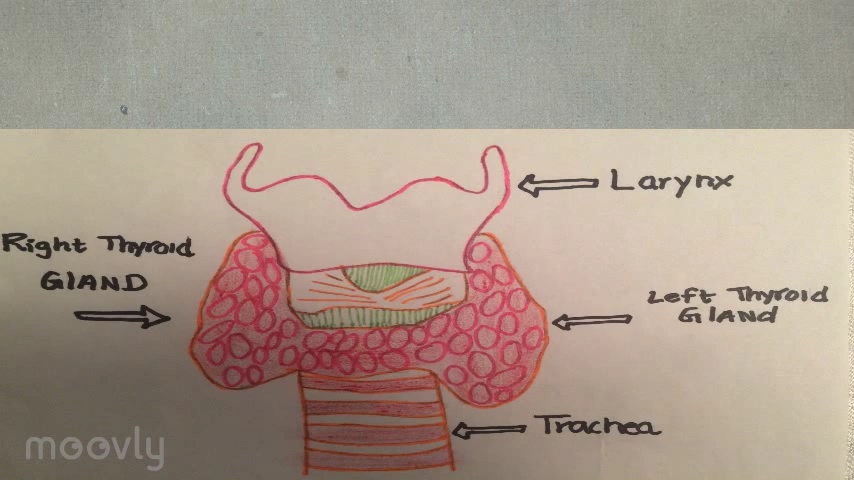 Larynx
Right Thyroid
GlAND
Left Thyroid
GlAND
Trachea
moovly